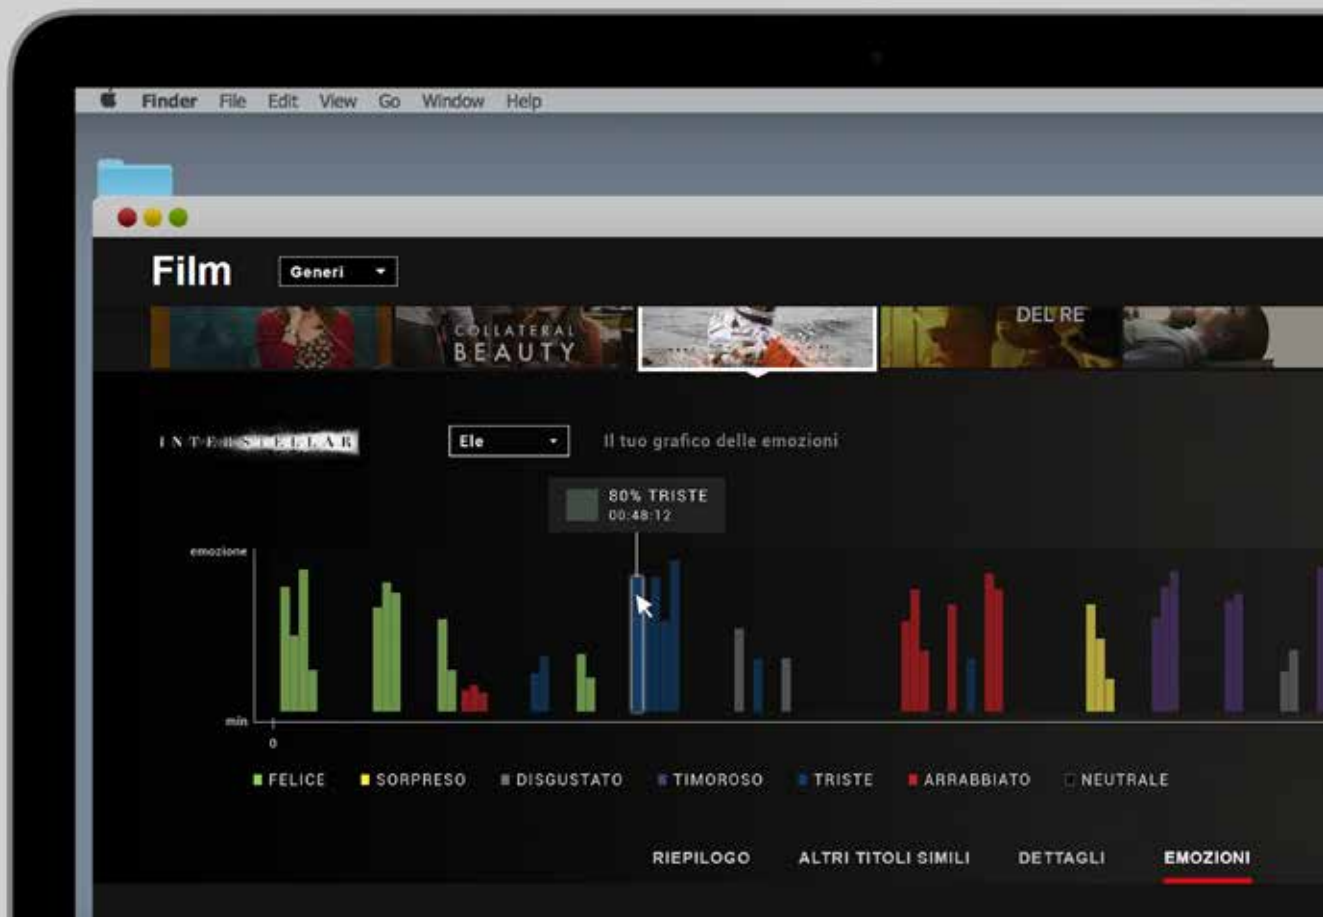 Finder File Edit View Go Window Help
Film
Generi
COLLATERAL
BEAUTY
DEL RE
INTERSTELLAR
Ele
Il tuo grafico delle emozioni
80% TRISTE
00:48:12
emozione
min
0
FELICE SORPRESO DISGUSTATO TIMOROSO TRISTE ARRABBIATO NEUTRALE
RIEPILOGO ALTRI TITOLI SIMILI DETTAGLI EMOZIONI